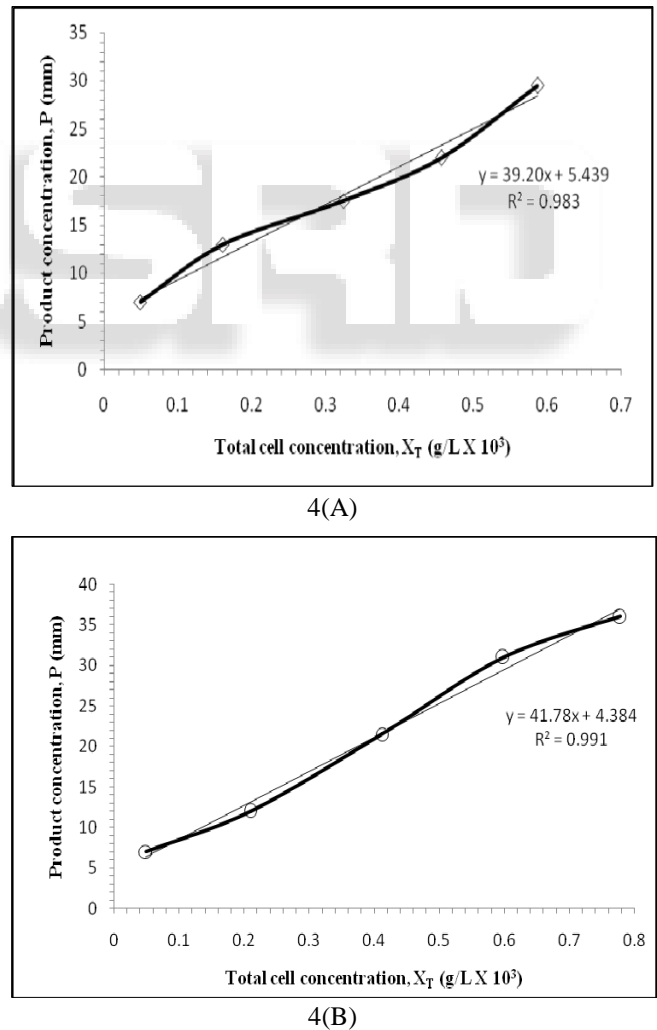 35
30
25
20
15
10
5
0
Product concentration, P (mm)
y = 39.20x + 5.439
R² = 0.983
0 0.1 0.2 0.3 0.4 0.5 0.6 0.7
Total cell concentration, X_T (g/L X 10³)
4(A)
40
35
30
25
20
15
10
5
0
Product concentration, P (mm)
y = 41.78x + 4.384
R² = 0.991
0 0.1 0.2 0.3 0.4 0.5 0.6 0.7 0.8
Total cell concentration, X_T (g/L X 10³)
4(B)